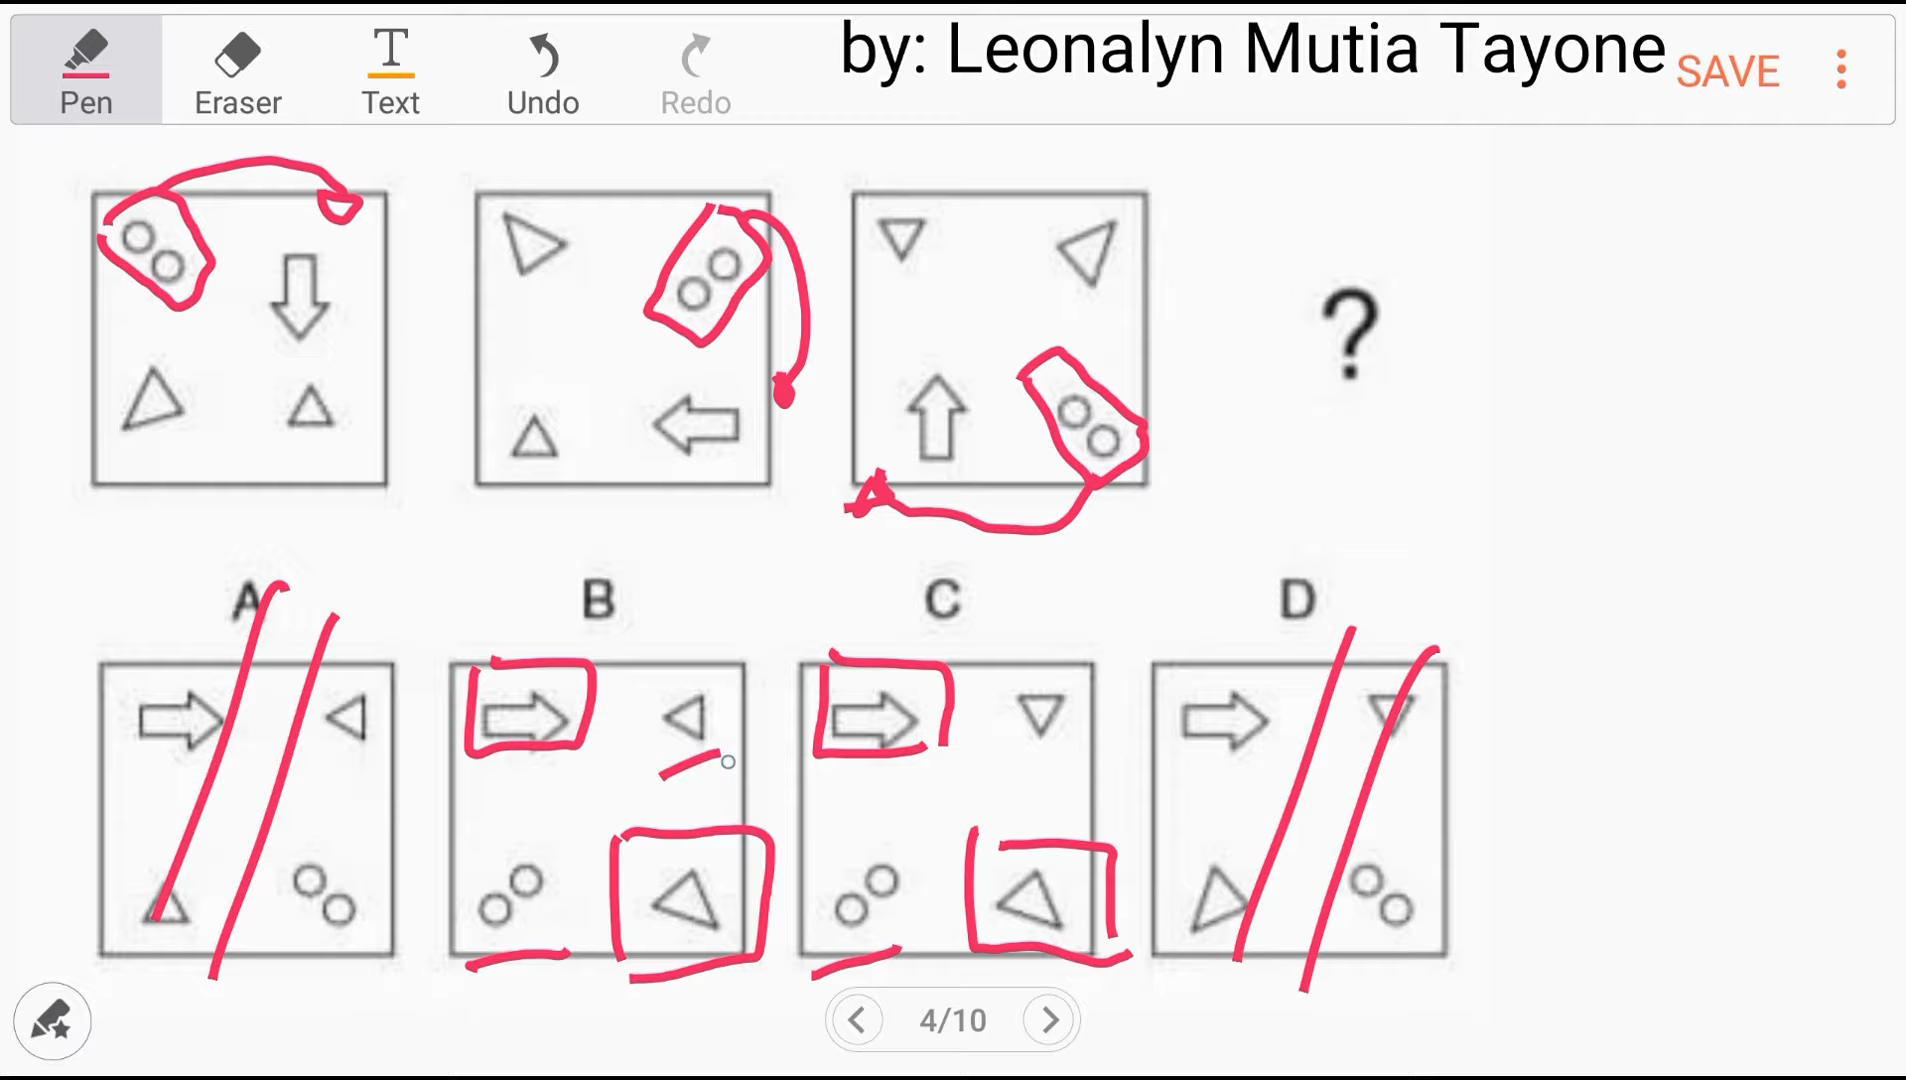 by: Leonalyn Mutia Tayone
SAVE
Pen
Eraser
T
Text
Undo
Redo
?
A
B
C
D
4/10